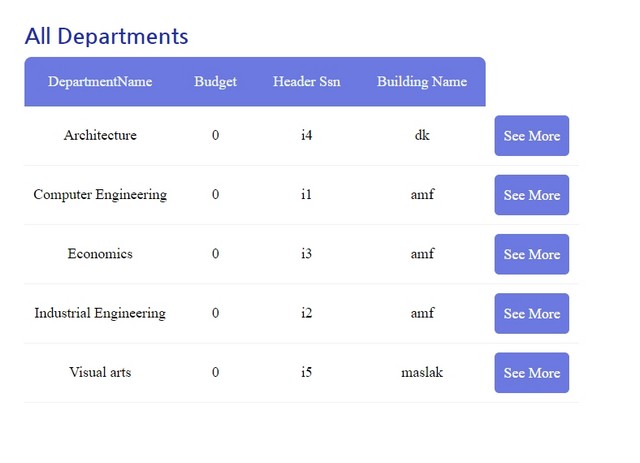 All Departments
DepartmentName Budget Header Ssn Building Name
Architecture 0 i4 dk See More
Computer Engineering 0 i1 amf See More
Economics 0 i3 amf See More
Industrial Engineering 0 i2 amf See More
Visual arts 0 i5 maslak See More